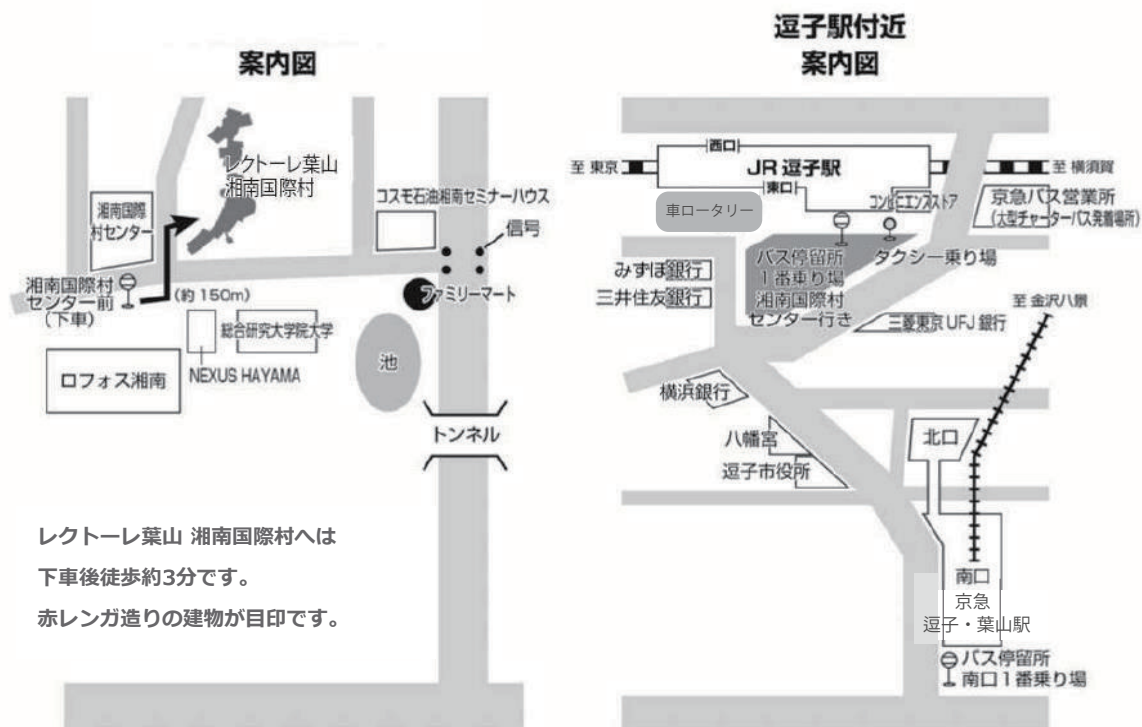 案内図
レクトーレ葉山
湘南国際村
コスモ石油湘南セミナーハウス
湘南国際
村センター
信号
湘南国際村
センター前
(下車)
(約 150m)
ファミリーマート
総合研究大学院大学
NEXUS HAYAMA
ロフォス湘南
池
トンネル
レクトーレ葉山 湘南国際村へは
下車後徒歩約3分です。
赤レンガ造りの建物が目印です。
逗子駅付近
案内図
西口
至 東京
JR 逗子駅
至 横須賀
東口
車ロータリー
コンビニエンスストア
京急バス営業所
(大型チャーターバス発着場所)
バス停留所
1番乗り場
湘南国際村
センター行き
タクシー乗り場
みずほ銀行
三井住友銀行
三菱東京 UFJ 銀行
至 金沢八景
横浜銀行
八幡宮
逗子市役所
北口
南口
京急
逗子・葉山駅
バス停留所
南口1番乗り場